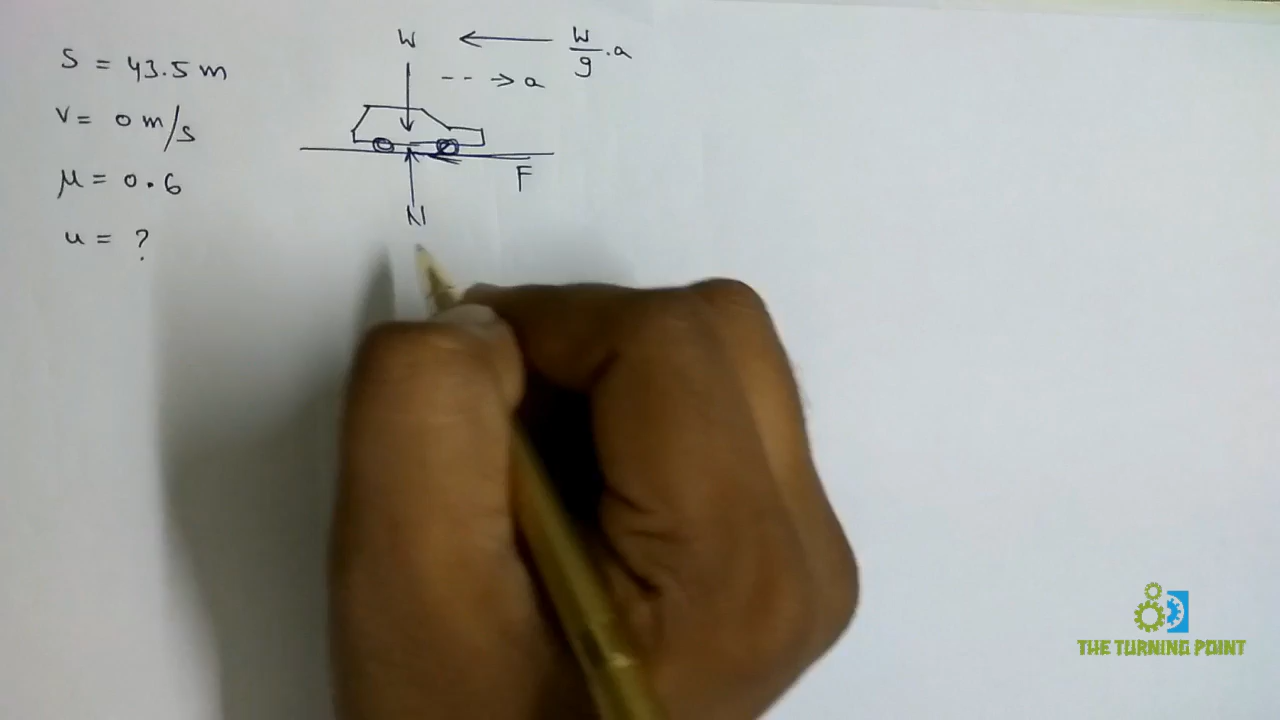 S = 43.5 m
V = 0 m/s
μ = 0.6
u = ?
W
W/g . a
a
F
N
THE TURNING POINT